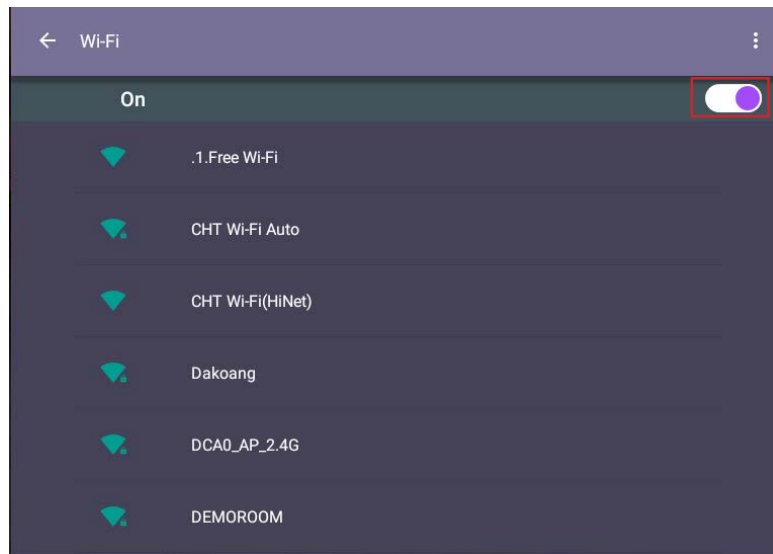 Wi-Fi
On
.1.Free Wi-Fi
CHT Wi-Fi Auto
CHT Wi-Fi(HiNet)
Dakoang
DCA0_AP_2.4G
DEMOROOM